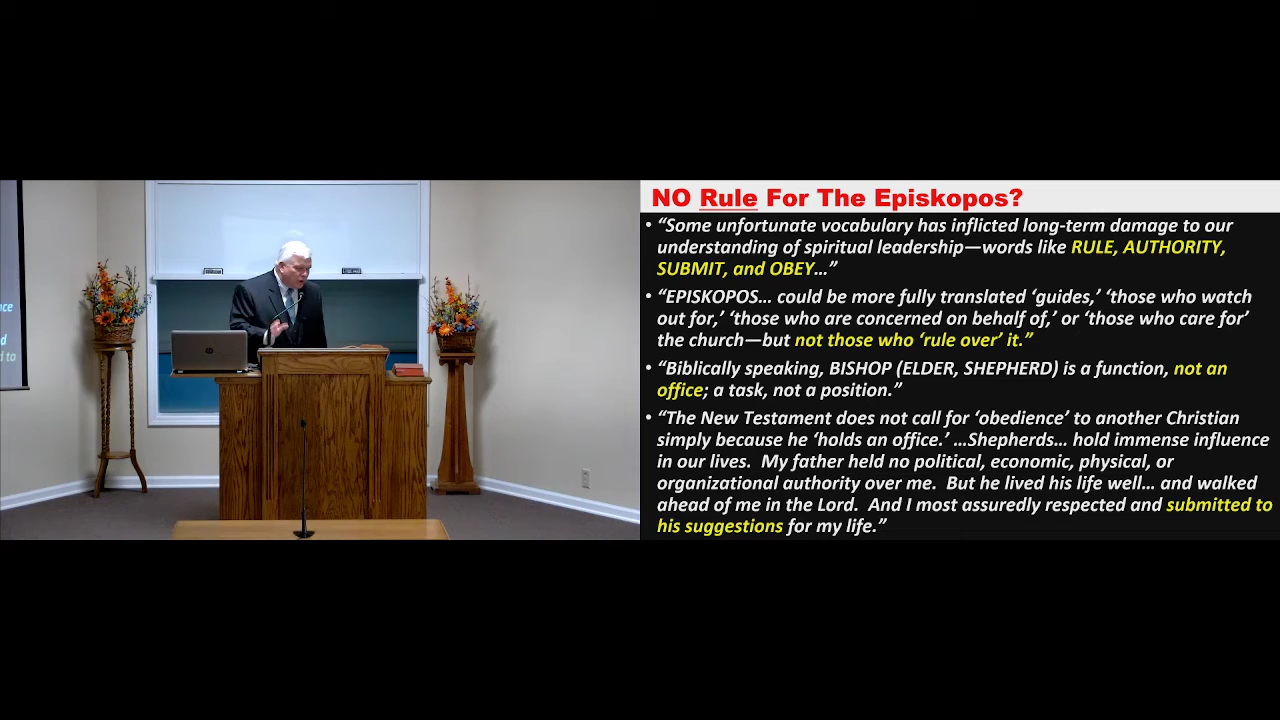 nce
d
d to
hp
NO Rule For The Episkopos?
• “Some unfortunate vocabulary has inflicted long-term damage to our
understanding of spiritual leadership—words like RULE, AUTHORITY,
SUBMIT, and OBEY…”
• “EPISKOPOS… could be more fully translated ‘guides,’ ‘those who watch
out for,’ ‘those who are concerned on behalf of,’ or ‘those who care for’
the church—but not those who ‘rule over’ it.”
• “Biblically speaking, BISHOP (ELDER, SHEPHERD) is a function, not an
office; a task, not a position.”
• “The New Testament does not call for ‘obedience’ to another Christian
simply because he ‘holds an office.’ …Shepherds… hold immense influence
in our lives. My father held no political, economic, physical, or
organizational authority over me. But he lived his life well… and walked
ahead of me in the Lord. And I most assuredly respected and submitted to
his suggestions for my life.”